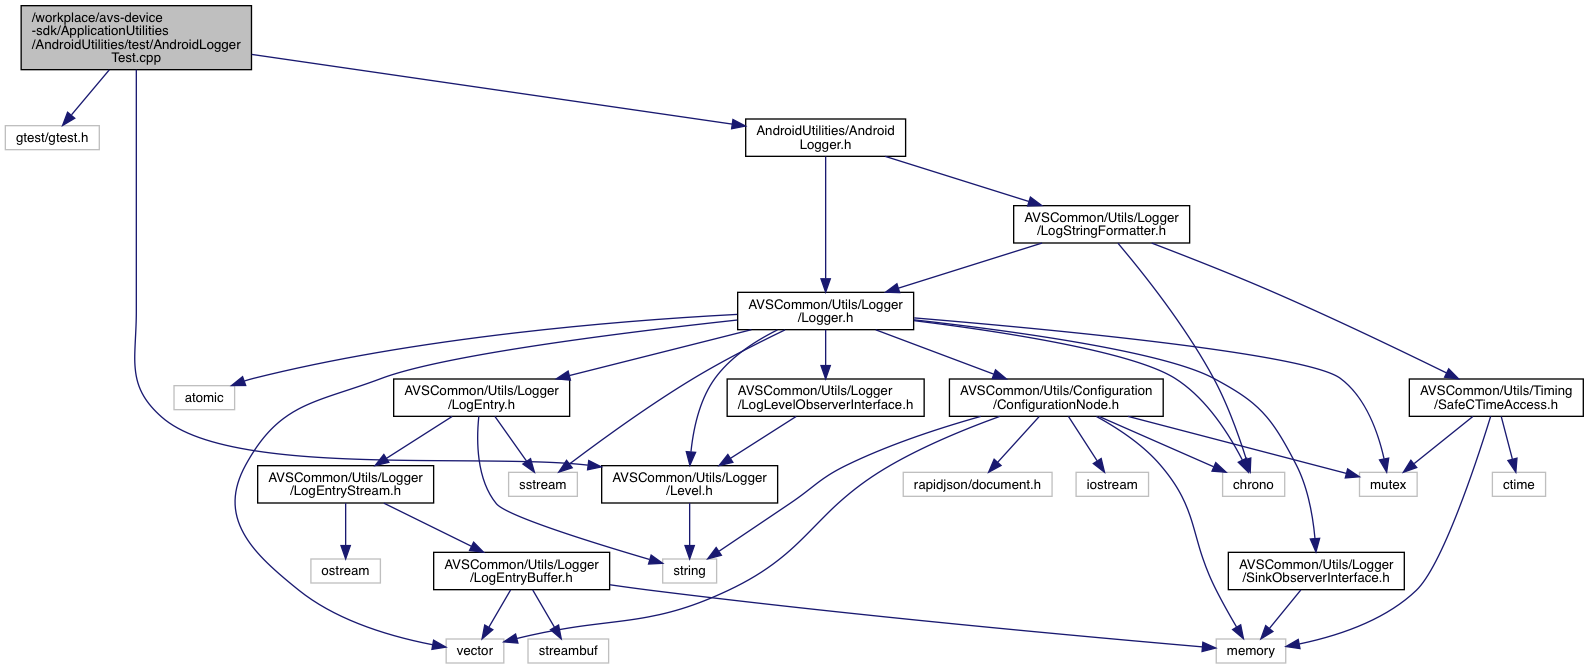 /workplace/avs-device
-sdk/ApplicationUtilities
/AndroidUtilities/test/AndroidLogger
Test.cpp
gtest/gtest.h
AndroidUtilities/Android
Logger.h
AVSCommon/Utils/Logger
/LogStringFormatter.h
AVSCommon/Utils/Logger
/Logger.h
atomic
AVSCommon/Utils/Logger
/LogEntry.h
AVSCommon/Utils/Logger
/LogLevelObserverInterface.h
AVSCommon/Utils/Configuration
/ConfigurationNode.h
AVSCommon/Utils/Timing
/SafeCTimeAccess.h
AVSCommon/Utils/Logger
/LogEntryStream.h
sstream
AVSCommon/Utils/Logger
/Level.h
rapidjson/document.h
iostream
chrono
mutex
ctime
ostream
AVSCommon/Utils/Logger
/LogEntryBuffer.h
string
AVSCommon/Utils/Logger
/SinkObserverInterface.h
vector
streambuf
memory